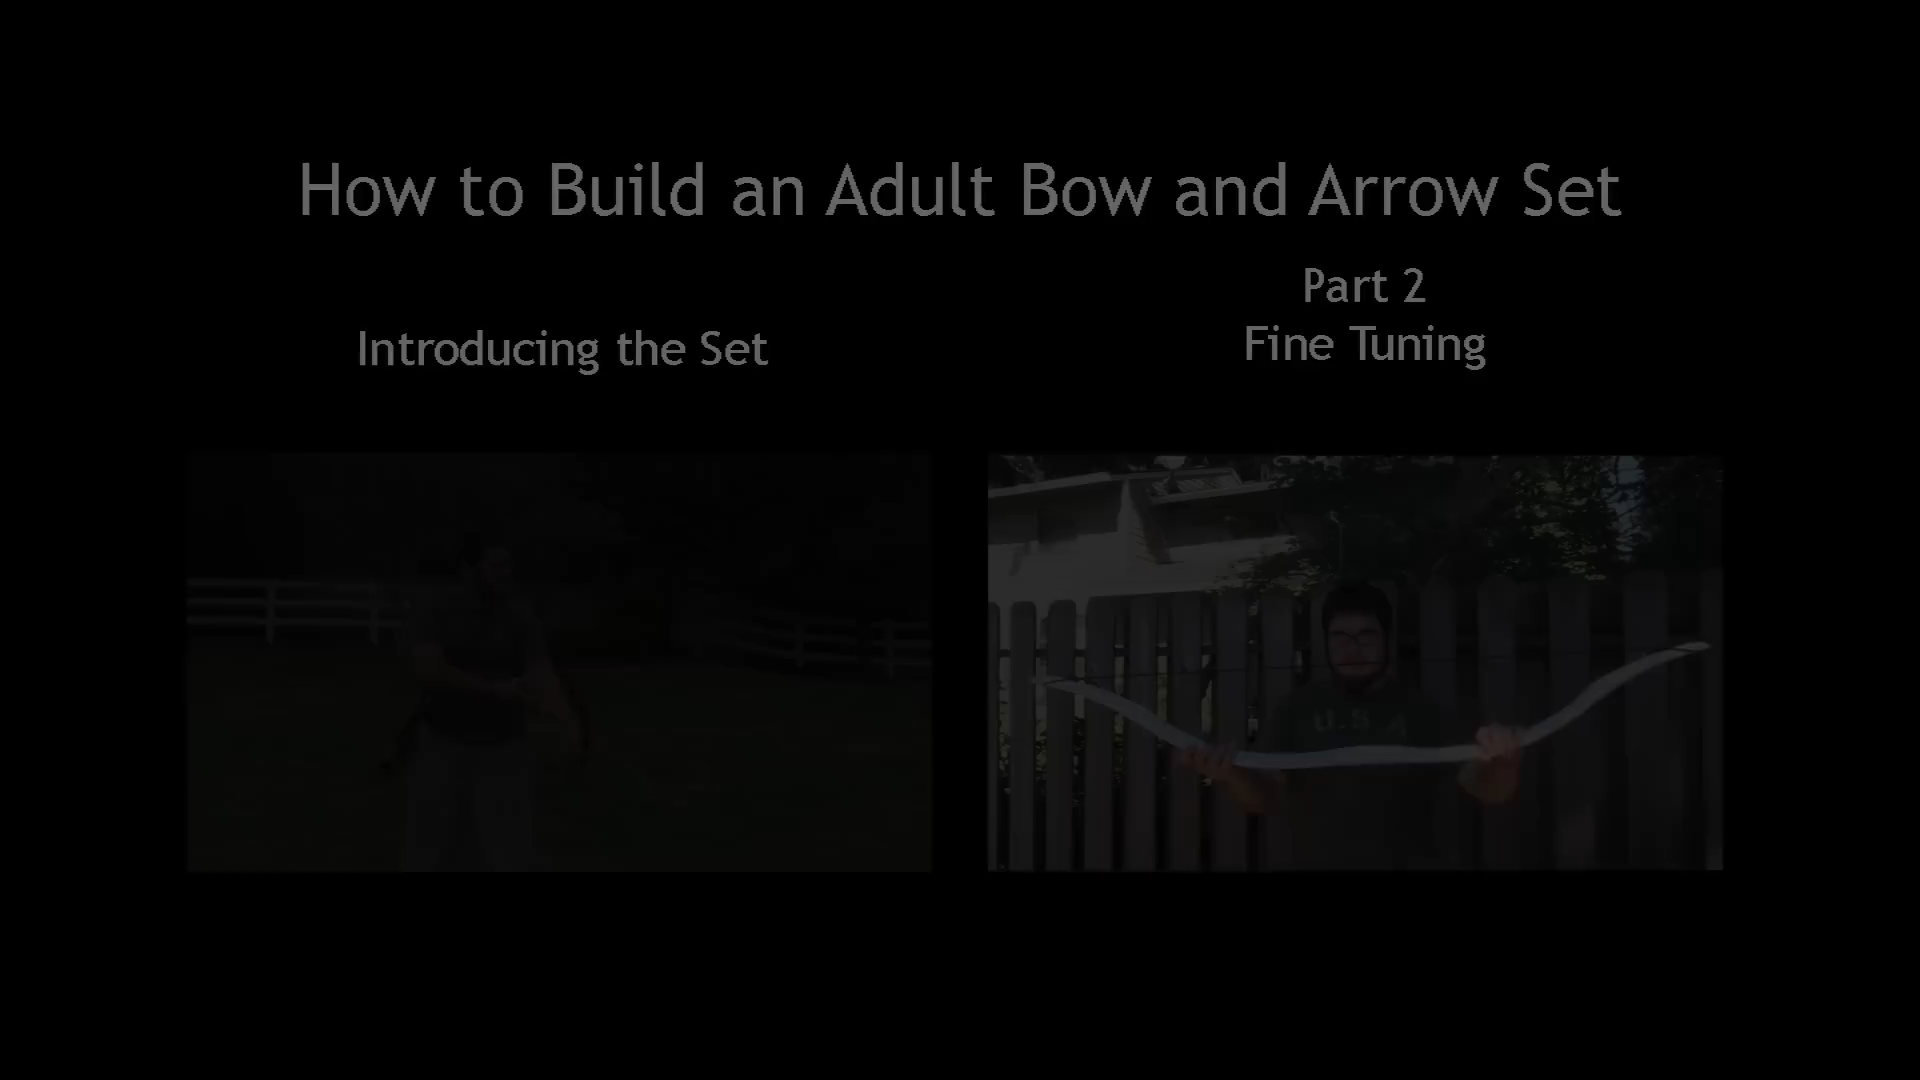 How to Build an Adult Bow and Arrow Set
Introducing the Set
Part 2
Fine Tuning
U.S.A